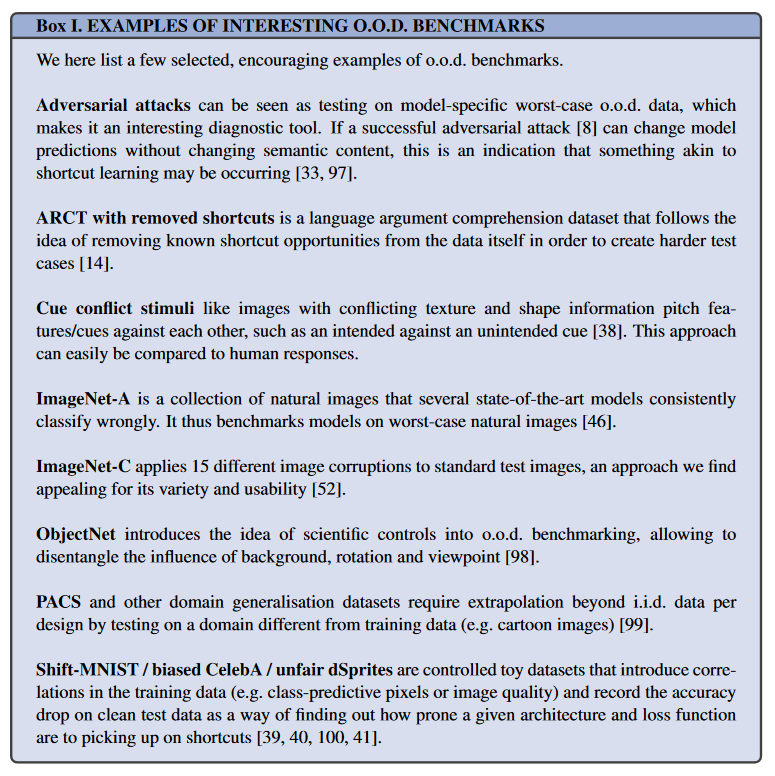 Box I. EXAMPLES OF INTERESTING O.O.D. BENCHMARKS
We here list a few selected, encouraging examples of o.o.d. benchmarks.
Adversarial attacks can be seen as testing on model-specific worst-case o.o.d. data, which
makes it an interesting diagnostic tool. If a successful adversarial attack [8] can change model
predictions without changing semantic content, this is an indication that something akin to
shortcut learning may be occurring [33, 97].
ARCT with removed shortcuts is a language argument comprehension dataset that follows the
idea of removing known shortcut opportunities from the data itself in order to create harder test
cases [14].
Cue conflict stimuli like images with conflicting texture and shape information pitch fea-
tures/cues against each other, such as an intended against an unintended cue [38]. This approach
can easily be compared to human responses.
ImageNet-A is a collection of natural images that several state-of-the-art models consistently
classify wrongly. It thus benchmarks models on worst-case natural images [46].
ImageNet-C applies 15 different image corruptions to standard test images, an approach we find
appealing for its variety and usability [52].
ObjectNet introduces the idea of scientific controls into o.o.d. benchmarking, allowing to
disentangle the influence of background, rotation and viewpoint [98].
PACS and other domain generalisation datasets require extrapolation beyond i.i.d. data per
design by testing on a domain different from training data (e.g. cartoon images) [99].
Shift-MNIST / biased CelebA / unfair dSprites are controlled toy datasets that introduce corre-
lations in the training data (e.g. class-predictive pixels or image quality) and record the accuracy
drop on clean test data as a way of finding out how prone a given architecture and loss function
are to picking up on shortcuts [39, 40, 100, 41].